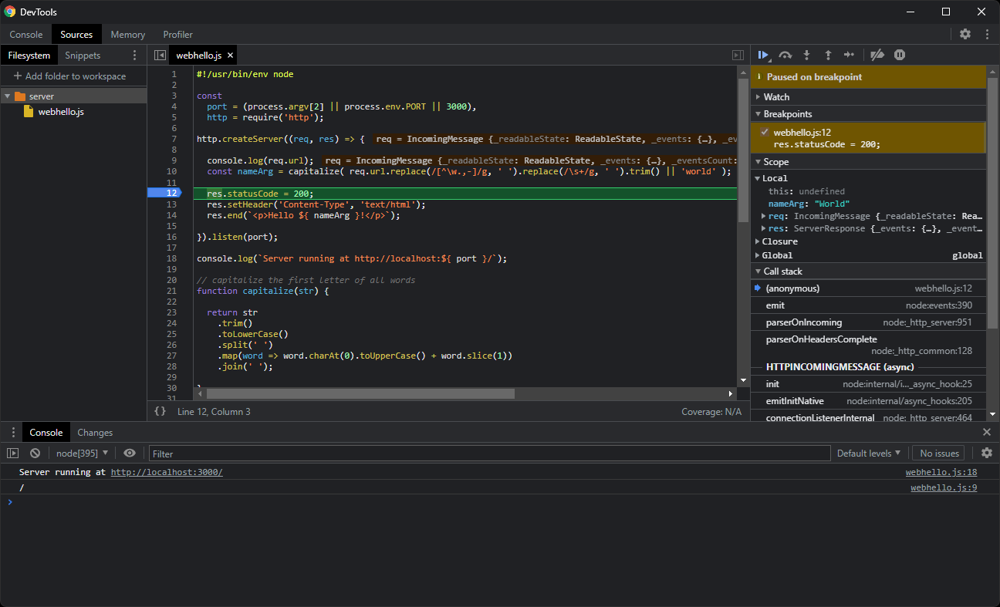 DevTools
Console Sources Memory Profiler
Filesystem Snippets
Add folder to workspace
server
webhello.js
webhello.js
1 #!/usr/bin/env node
2
3 const
4 port = (process.argv[2] || process.env.PORT || 3000),
5 http = require('http');
6
7 http.createServer((req, res) => { req = IncomingMessage {_readableState: ReadableState, _events: {…}, _ev
8
9 console.log(req.url); req = IncomingMessage {_readableState: ReadableState, _events: {…}, _eventsCount:
10 const nameArg = capitalize( req.url.replace(/[^\w.,-]/g, ' ').replace(/\s+/g, ' ').trim() || 'world' );
11
12 res.statusCode = 200;
13 res.setHeader('Content-Type', 'text/html');
14 res.end(`<p>Hello ${ nameArg }!</p>`);
15
16 }).listen(port);
17
18 console.log(`Server running at http://localhost:${ port }/`);
19
20 // capitalize the first letter of all words
21 function capitalize(str) {
22
23 return str
24 .trim()
25 .toLowerCase()
26 .split(' ')
27 .map(word => word.charAt(0).toUpperCase() + word.slice(1))
28 .join(' ');
29
30 }
31
{} Line 12, Column 3 Coverage: N/A
Paused on breakpoint
Watch
Breakpoints
webhello.js:12
res.statusCode = 200;
Scope
Local
this: undefined
nameArg: "World"
req: IncomingMessage {_readableState: Rea…
res: ServerResponse {_events: {…}, _event…
Closure
Global global
Call stack
(anonymous) webhello.js:12
emit node:events:390
parserOnIncoming node:_http_server:951
parserOnHeadersComplete
node:_http_common:128
HTTPINCOMINGMESSAGE (async)
init node:internal/i…_async_hook:25
emitInitNative node:internal/async_hooks:205
connectionListenerInternal node:_http_server:464
Console Changes
node[395] Filter Default levels No issues
Server running at http://localhost:3000/ webhello.js:18
/ webhello.js:9